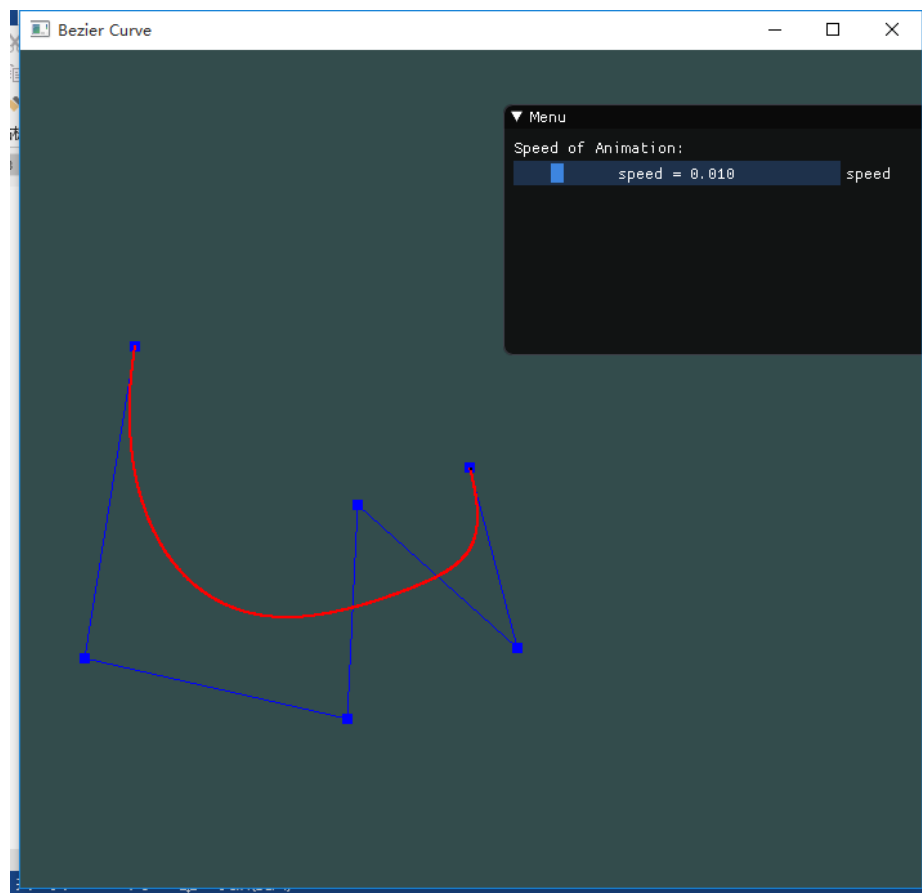 Bezier Curve
Menu
Speed of Animation:
speed = 0.010 speed